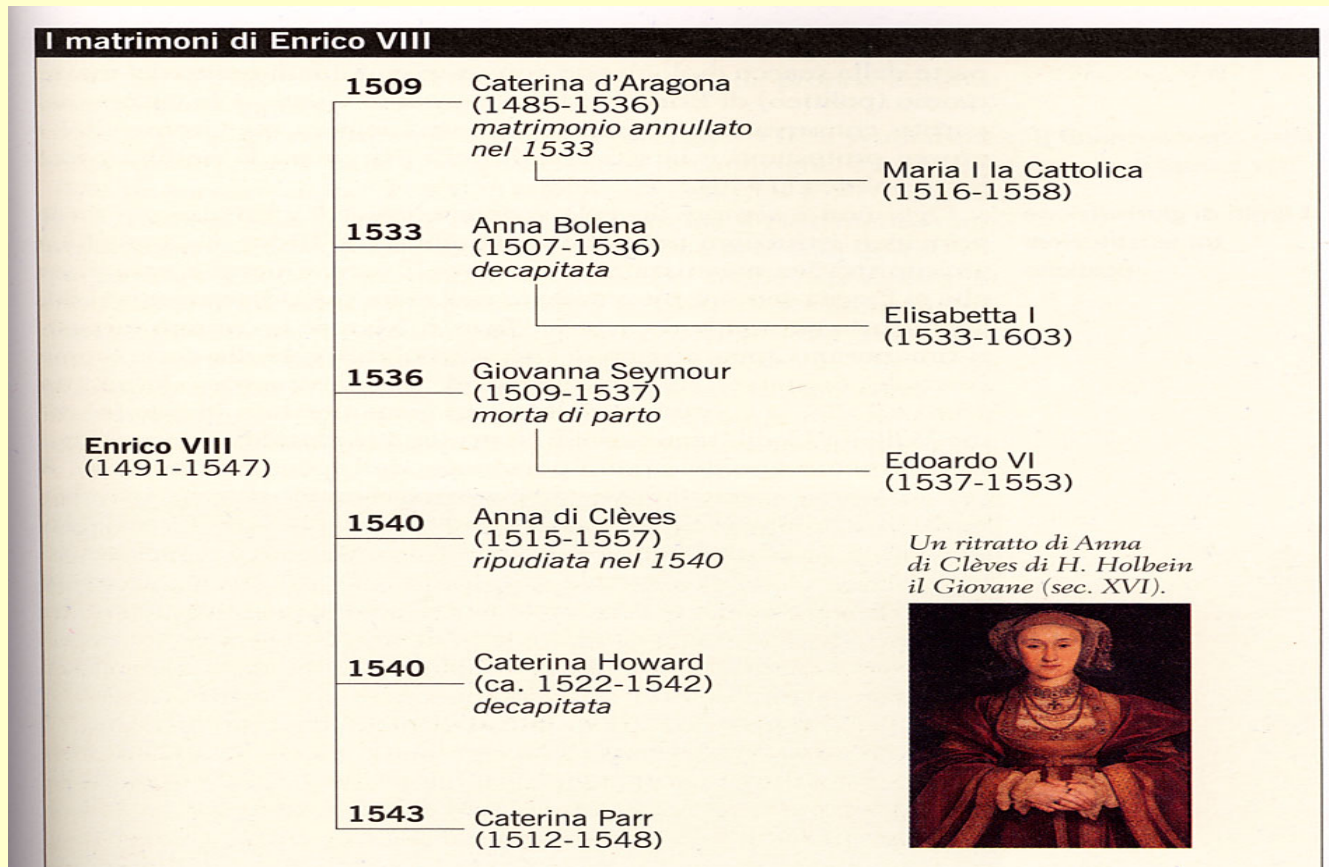 I matrimoni di Enrico VIII
1509
Caterina d'Aragona
(1485-1536)
matrimonio annullato
nel 1533
Maria I la Cattolica
(1516-1558)
1533
Anna Bolena
(1507-1536)
decapitata
Elisabetta I
(1533-1603)
1536
Giovanna Seymour
(1509-1537)
morta di parto
Enrico VIII
(1491-1547)
Edoardo VI
(1537-1553)
1540
Anna di Clèves
(1515-1557)
ripudiata nel 1540
Un ritratto di Anna
di Clèves di H. Holbein
il Giovane (sec. XVI).
1540
Caterina Howard
(ca. 1522-1542)
decapitata
1543
Caterina Parr
(1512-1548)